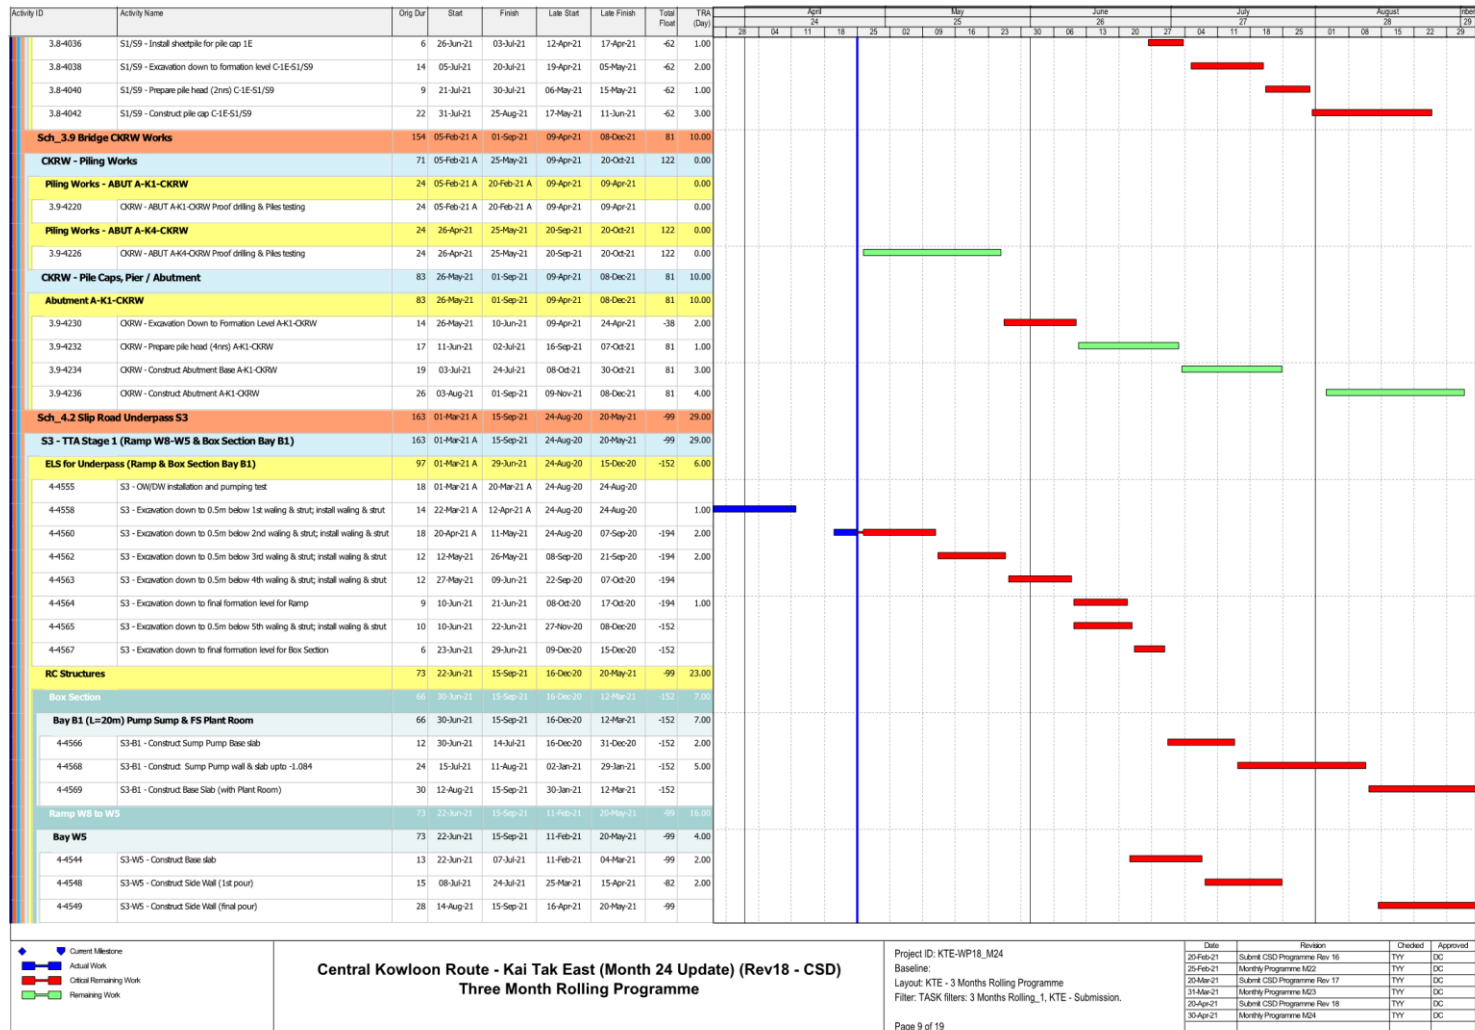 Activity ID Activity Name Orig Dur Start Finish Late Start Late Finish Total Float TRA (Day) April May June July August
24 25 26 27 28 29
28 04 11 18 25 02 09 16 23 30 06 13 20 27 04 11 18 25 01 08 15 22 29
3.8-4036 S1/S9 - Install sheetpile for pile cap 1E 6 26-Jun-21 03-Jul-21 12-Apr-21 17-Apr-21 -62 1.00
3.8-4038 S1/S9 - Excavation down to formation level C-1E-S1/S9 14 05-Jul-21 20-Jul-21 19-Apr-21 05-May-21 -62 2.00
3.8-4040 S1/S9 - Prepare pile head (2nrs) C-1E-S1/S9 9 21-Jul-21 30-Jul-21 06-May-21 15-May-21 -62 1.00
3.8-4042 S1/S9 - Construct pile cap C-1E-S1/S9 22 31-Jul-21 25-Aug-21 17-May-21 11-Jun-21 -62 3.00
Sch_3.9 Bridge CKRW Works 154 05-Feb-21 A 01-Sep-21 09-Apr-21 08-Dec-21 81 10.00
CKRW - Piling Works 71 05-Feb-21 A 25-May-21 09-Apr-21 20-Oct-21 122 0.00
Piling Works - ABUT A-K1-CKRW 24 05-Feb-21 A 20-Feb-21 A 09-Apr-21 09-Apr-21 0.00
3.9-4220 CKRW - ABUT A-K1-CKRW Proof drilling & Piles testing 24 05-Feb-21 A 20-Feb-21 A 09-Apr-21 09-Apr-21 0.00
Piling Works - ABUT A-K4-CKRW 24 26-Apr-21 25-May-21 20-Sep-21 20-Oct-21 122 0.00
3.9-4226 CKRW - ABUT A-K4-CKRW Proof drilling & Piles testing 24 26-Apr-21 25-May-21 20-Sep-21 20-Oct-21 122 0.00
CKRW - Pile Caps, Pier / Abutment 83 26-May-21 01-Sep-21 09-Apr-21 08-Dec-21 81 10.00
Abutment A-K1-CKRW 83 26-May-21 01-Sep-21 09-Apr-21 08-Dec-21 81 10.00
3.9-4230 CKRW - Excavation Down to Formation Level A-K1-CKRW 14 26-May-21 10-Jun-21 09-Apr-21 24-Apr-21 -38 2.00
3.9-4232 CKRW - Prepare pile head (4nrs) A-K1-CKRW 17 11-Jun-21 02-Jul-21 16-Sep-21 07-Oct-21 81 1.00
3.9-4234 CKRW - Construct Abutment Base A-K1-CKRW 19 03-Jul-21 24-Jul-21 08-Oct-21 30-Oct-21 81 3.00
3.9-4236 CKRW - Construct Abutment A-K1-CKRW 26 03-Aug-21 01-Sep-21 09-Nov-21 08-Dec-21 81 4.00
Sch_4.2 Slip Road Underpass S3 163 01-Mar-21 A 15-Sep-21 24-Aug-20 20-May-21 -99 29.00
S3 - TTA Stage 1 (Ramp W8-W5 & Box Section Bay B1) 163 01-Mar-21 A 15-Sep-21 24-Aug-20 20-May-21 -99 29.00
ELS for Underpass (Ramp & Box Section Bay B1) 97 01-Mar-21 A 29-Jun-21 24-Aug-20 15-Dec-20 -152 6.00
4-4555 S3 - OW/DW installation and pumping test 18 01-Mar-21 A 20-Mar-21 A 24-Aug-20 24-Aug-20
4-4558 S3 - Excavation down to 0.5m below 1st waling & strut; install waling & strut 14 22-Mar-21 A 12-Apr-21 A 24-Aug-20 24-Aug-20 1.00
4-4560 S3 - Excavation down to 0.5m below 2nd waling & strut; install waling & strut 18 20-Apr-21 A 11-May-21 24-Aug-20 07-Sep-20 -194 2.00
4-4562 S3 - Excavation down to 0.5m below 3rd waling & strut; install waling & strut 12 12-May-21 26-May-21 08-Sep-20 21-Sep-20 -194 2.00
4-4563 S3 - Excavation down to 0.5m below 4th waling & strut; install waling & strut 12 27-May-21 09-Jun-21 22-Sep-20 07-Oct-20 -194
4-4564 S3 - Excavation down to final formation level for Ramp 9 10-Jun-21 21-Jun-21 08-Oct-20 17-Oct-20 -194 1.00
4-4565 S3 - Excavation down to 0.5m below 5th waling & strut; install waling & strut 10 10-Jun-21 22-Jun-21 27-Nov-20 08-Dec-20 -152
4-4567 S3 - Excavation down to final formation level for Box Section 6 23-Jun-21 29-Jun-21 09-Dec-20 15-Dec-20 -152
RC Structures 73 22-Jun-21 15-Sep-21 16-Dec-20 20-May-21 -99 23.00
Box Section 66 30-Jun-21 15-Sep-21 16-Dec-20 12-Mar-21 -152 7.00
Bay B1 (L=20m) Pump Sump & FS Plant Room 66 30-Jun-21 15-Sep-21 16-Dec-20 12-Mar-21 -152 7.00
4-4566 S3-B1 - Construct Sump Pump Base slab 12 30-Jun-21 14-Jul-21 16-Dec-20 31-Dec-20 -152 2.00
4-4568 S3-B1 - Construct Sump Pump wall & slab upto -1.084 24 15-Jul-21 11-Aug-21 02-Jan-21 29-Jan-21 -152 5.00
4-4569 S3-B1 - Construct Base Slab (with Plant Room) 30 12-Aug-21 15-Sep-21 30-Jan-21 12-Mar-21 -152
Ramp W8 to W5 73 22-Jun-21 15-Sep-21 11-Feb-21 20-May-21 -99 16.00
Bay W5 73 22-Jun-21 15-Sep-21 11-Feb-21 20-May-21 -99 4.00
4-4544 S3-W5 - Construct Base slab 13 22-Jun-21 07-Jul-21 11-Feb-21 04-Mar-21 -99 2.00
4-4548 S3-W5 - Construct Side Wall (1st pour) 15 08-Jul-21 24-Jul-21 25-Mar-21 15-Apr-21 -82 2.00
4-4549 S3-W5 - Construct Side Wall (final pour) 28 14-Aug-21 15-Sep-21 16-Apr-21 20-May-21 -99
Current Milestone
Actual Work
Critical Remaining Work
Remaining Work
Central Kowloon Route - Kai Tak East (Month 24 Update) (Rev18 - CSD)
Three Month Rolling Programme
Project ID: KTE-WP18_M24
Baseline:
Layout: KTE - 3 Months Rolling Programme
Filter: TASK filters: 3 Months Rolling_1, KTE - Submission.
Page 9 of 19
Date Revision Checked Approved
20-Feb-21 Submit CSD Programme Rev 16 TYY DC
25-Feb-21 Monthly Programme M22 TYY DC
20-Mar-21 Submit CSD Programme Rev 17 TYY DC
31-Mar-21 Monthly Programme M23 TYY DC
20-Apr-21 Submit CSD Programme Rev 18 TYY DC
30-Apr-21 Monthly Programme M24 TYY DC